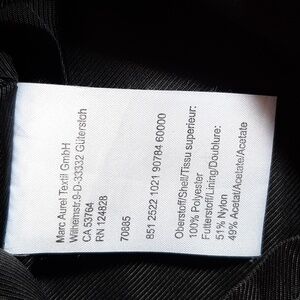 Marc Aurel Textil GmbH
Wilhelmstr.9-D-33332 Gütersloh
CA 53764
RN 124828
70885
851 2522 1021 90784 60000
Oberstoff/Shell/Tissu superieur:
100% Polyester
Futterstoff/Lining/Doublure:
51% Nylon
49% Acetat/Acetate/Acetate